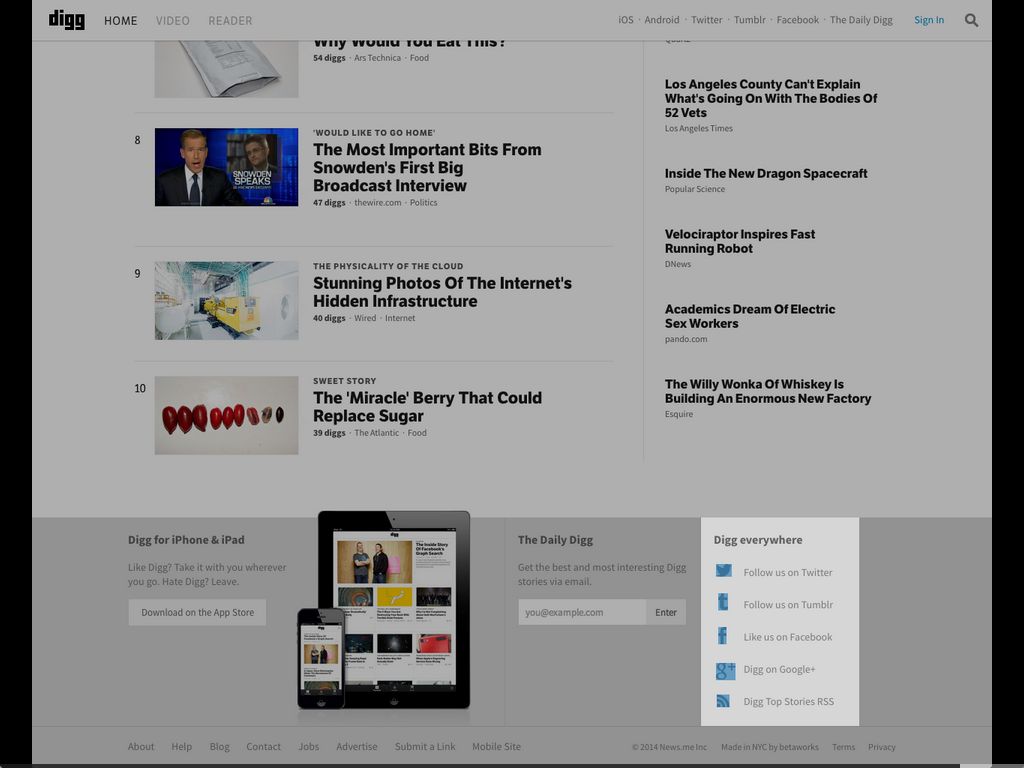 digg HOME VIDEO READER
iOS · Android · Twitter · Tumblr · Facebook · The Daily Digg Sign In
Why Would You Eat This?
54 diggs · Ars Technica · Food
8
'WOULD LIKE TO GO HOME'
The Most Important Bits From
Snowden's First Big
Broadcast Interview
47 diggs · thewire.com · Politics
SNOWDEN
SPEAKS
9
THE PHYSICALITY OF THE CLOUD
Stunning Photos Of The Internet's
Hidden Infrastructure
40 diggs · Wired · Internet
10
SWEET STORY
The 'Miracle' Berry That Could
Replace Sugar
39 diggs · The Atlantic · Food
Quartz
Los Angeles County Can't Explain
What's Going On With The Bodies Of
52 Vets
Los Angeles Times
Inside The New Dragon Spacecraft
Popular Science
Velociraptor Inspires Fast
Running Robot
DNews
Academics Dream Of Electric
Sex Workers
pando.com
The Willy Wonka Of Whiskey Is
Building An Enormous New Factory
Esquire
Digg for iPhone & iPad
Like Digg? Take it with you wherever
you go. Hate Digg? Leave.
Download on the App Store
digg
The Inside Story
Of Facebook's
Graph Search
The Daily Digg
Get the best and most interesting Digg
stories via email.
you@example.com Enter
Digg everywhere
Follow us on Twitter
Follow us on Tumblr
Like us on Facebook
Digg on Google+
Digg Top Stories RSS
About Help Blog Contact Jobs Advertise Submit a Link Mobile Site
© 2014 News.me Inc Made in NYC by betaworks Terms Privacy